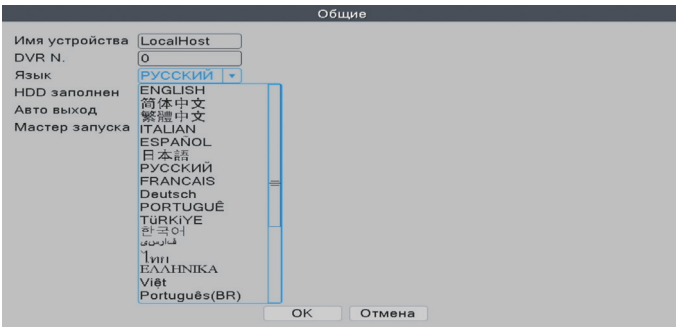 Общие
Имя устройства LocalHost
DVR N. 0
Язык РУССКИЙ
HDD заполнен
Авто выход
Мастер запуска
ENGLISH
简体中文
繁體中文
ITALIAN
ESPAÑOL
日本語
РУССКИЙ
FRANCAIS
Deutsch
PORTUGUÊ
TüRKiYE
한국어
فارسی
ไทย
ΕΛΛΗΝΙΚΑ
Việt
Português(BR)
OK Отмена